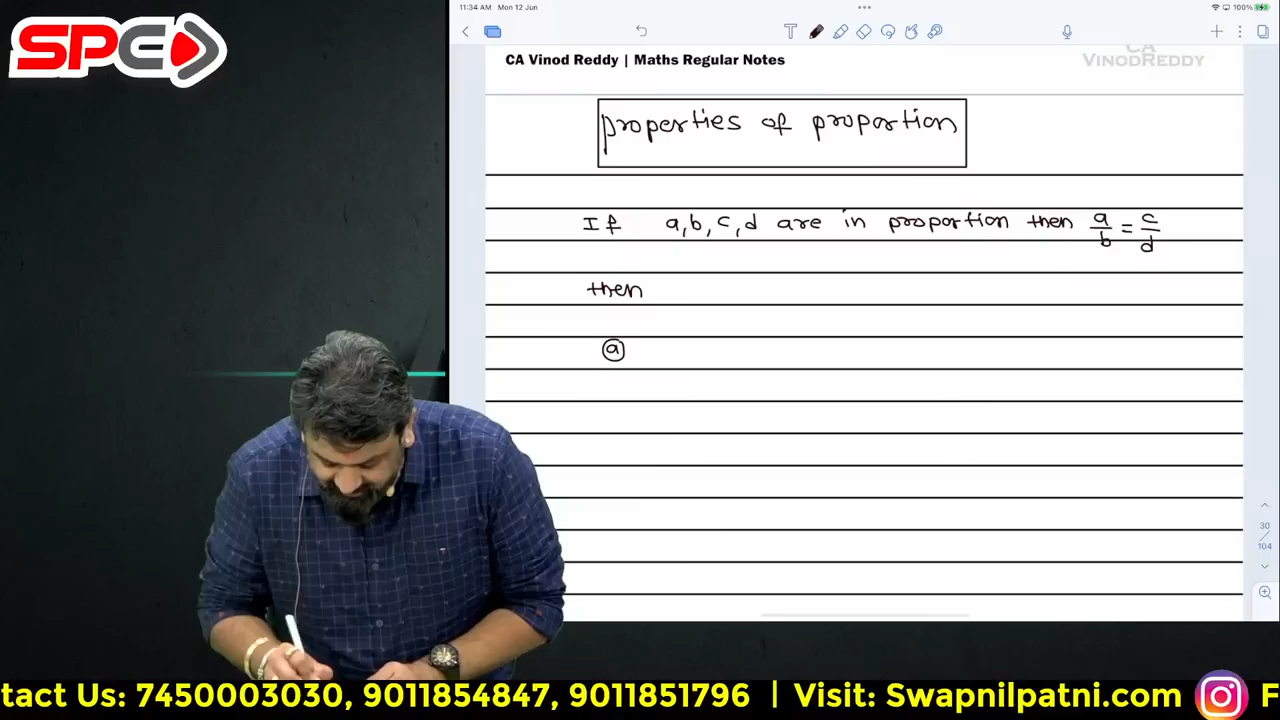 11:34 AM Mon 12 Jun
100%
SPC
CA Vinod Reddy | Maths Regular Notes
CA
VINODREDDY
properties of proportion
If a, b, c, d are in proportion then a/b = c/d
then
ⓐ
30
/
104
tact Us: 7450003030, 9011854847, 9011851796 | Visit: Swapnilpatni.com F